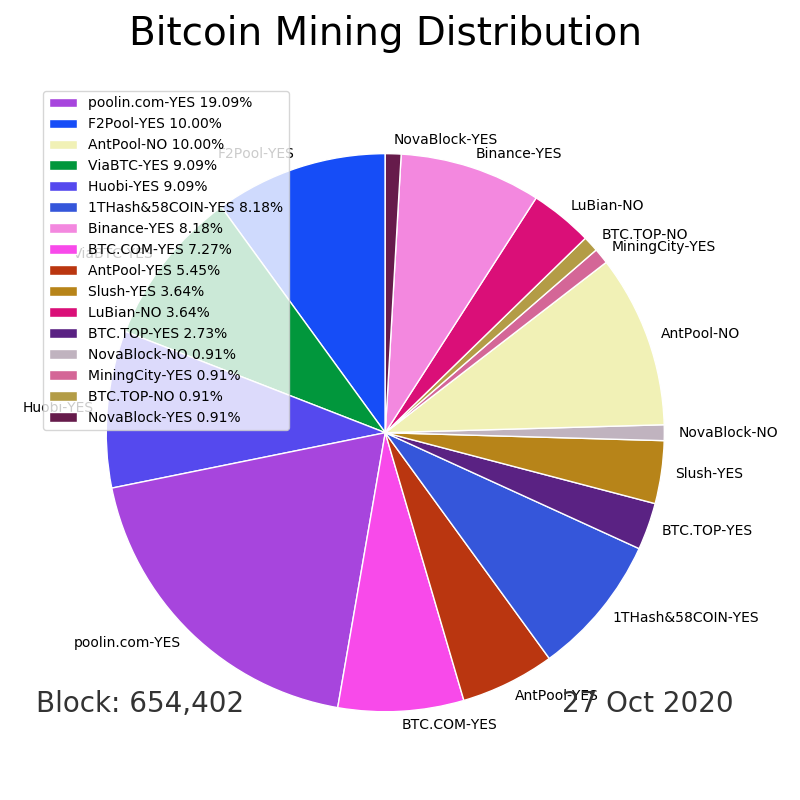 Bitcoin Mining Distribution
poolin.com-YES 19.09%
F2Pool-YES 10.00%
AntPool-NO 10.00%
ViaBTC-YES 9.09%
Huobi-YES 9.09%
1THash&58COIN-YES 8.18%
Binance-YES 8.18%
BTC.COM-YES 7.27%
AntPool-YES 5.45%
Slush-YES 3.64%
LuBian-NO 3.64%
BTC.TOP-YES 2.73%
NovaBlock-NO 0.91%
MiningCity-YES 0.91%
BTC.TOP-NO 0.91%
NovaBlock-YES 0.91%
NovaBlock-YES
Binance-YES
LuBian-NO
BTC.TOP-NO
MiningCity-YES
AntPool-NO
NovaBlock-NO
Slush-YES
BTC.TOP-YES
1THash&58COIN-YES
AntPool-YES
BTC.COM-YES
poolin.com-YES
Huobi-YES
ViaBTC-YES
F2Pool-YES
Block: 654,402
27 Oct 2020